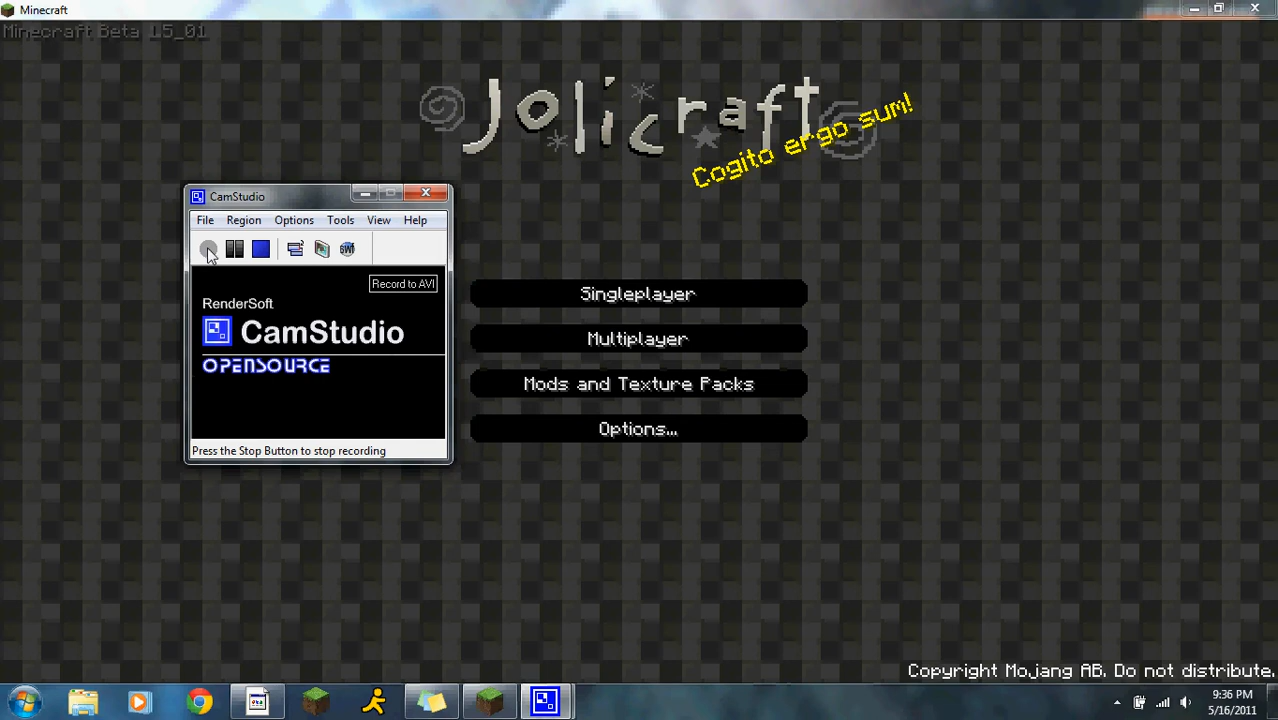 Minecraft
Minecraft Beta 1.5_01
Jolicraft
Cogito ergo sum!
CamStudio
File Region Options Tools View Help
SWF
Record to AVI
RenderSoft
CamStudio
OPENSOURCE
Press the Stop Button to stop recording
Singleplayer
Multiplayer
Mods and Texture Packs
Options...
Copyright Mojang AB. Do not distribute.
9:36 PM
5/16/2011